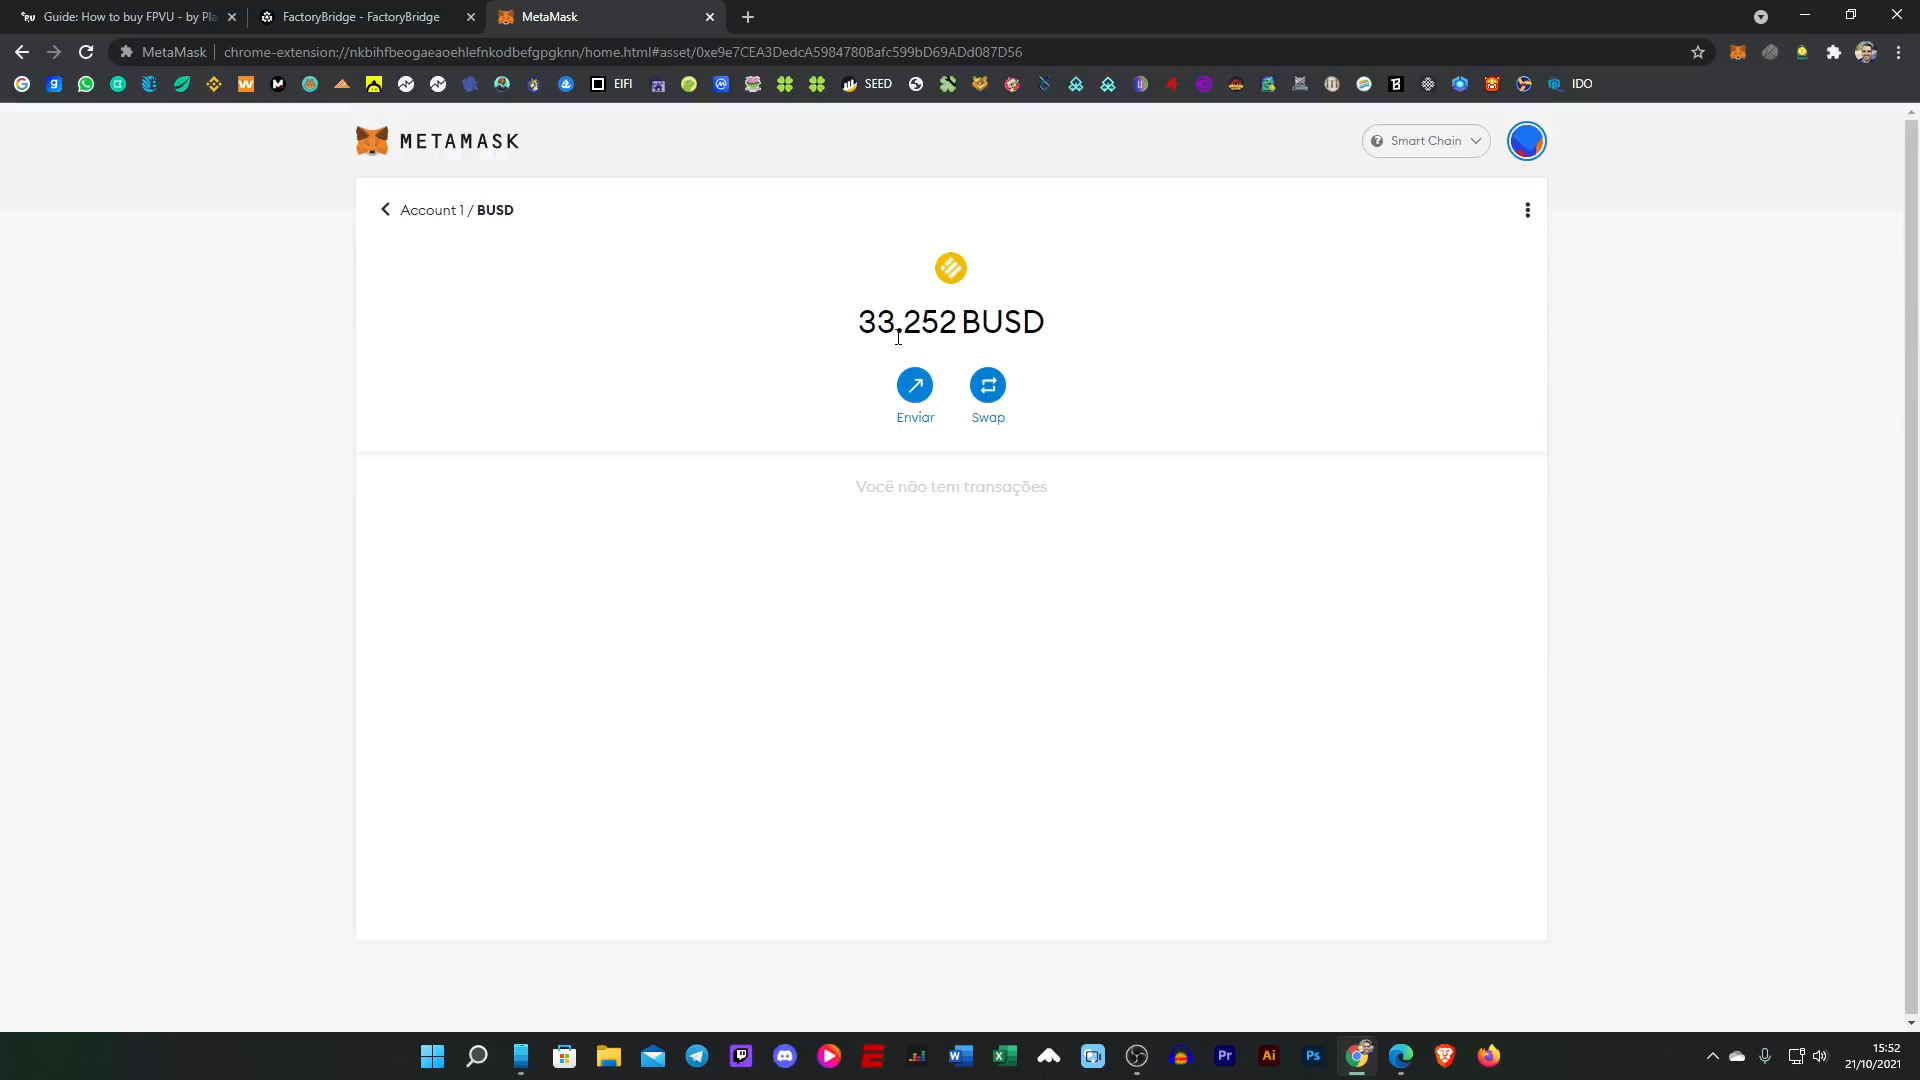 Guide: How to buy FPVU - by Pla
FactoryBridge - FactoryBridge
MetaMask
MetaMask
chrome-extension://nkbihfbeogaeaoehlefnkodbefgpgknn/home.html#asset/0xe9e7CEA3DedcA5984780Bafc599bD69ADd087D56
EIFI
SEED
IDO
METAMASK
Smart Chain
Account 1 / BUSD
33.252 BUSD
Enviar
Swap
Você não tem transações
15:52
21/10/2021